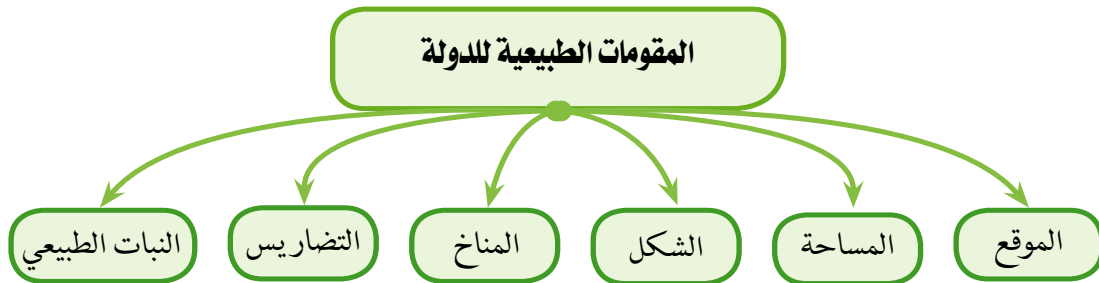 المقومات الطبيعية للدولة
الموقع
المساحة
الشكل
المناخ
التضاريس
النبات الطبيعي